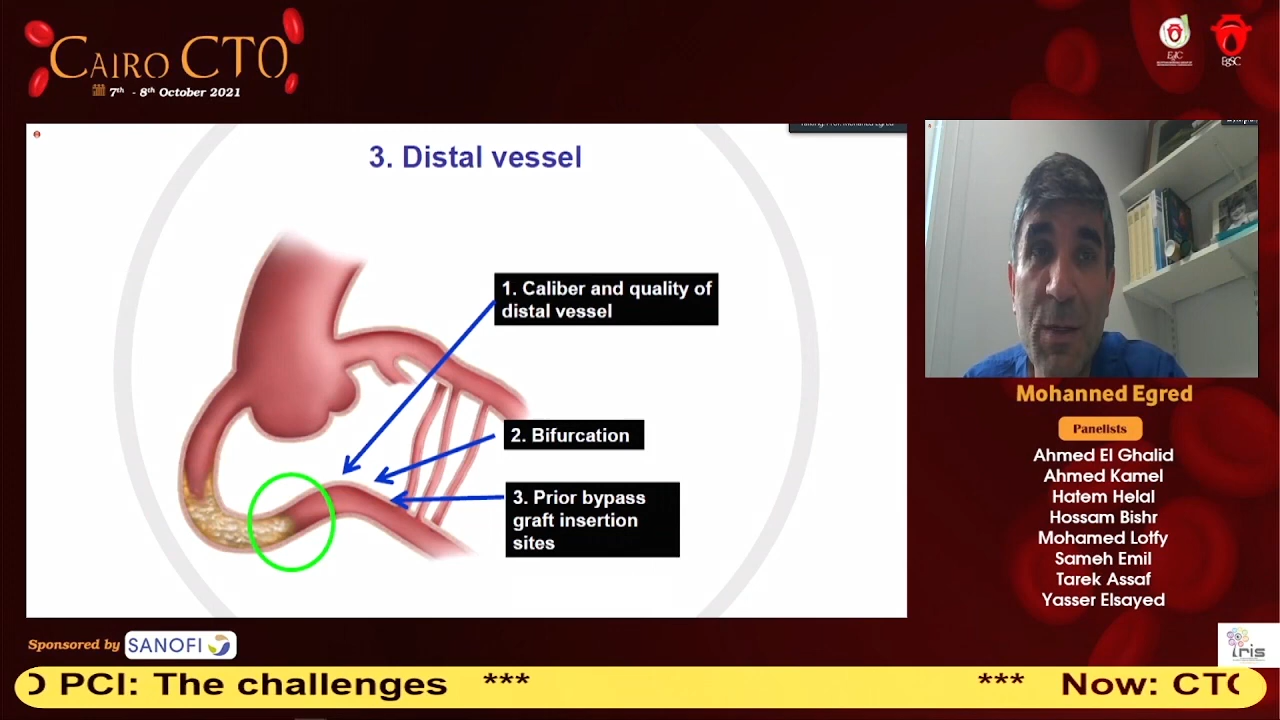 CAIRO CTO
7th - 8th October 2021
EgSC
3. Distal vessel
1. Caliber and quality of
distal vessel
2. Bifurcation
3. Prior bypass
graft insertion
sites
Mohanned Egred
Panelists
Ahmed El Ghalid
Ahmed Kamel
Hatem Helal
Hossam Bishr
Mohamed Lotfy
Sameh Emil
Tarek Assaf
Yasser Elsayed
Sponsored by SANOFI
iris
PCI: The challenges *** *** Now: